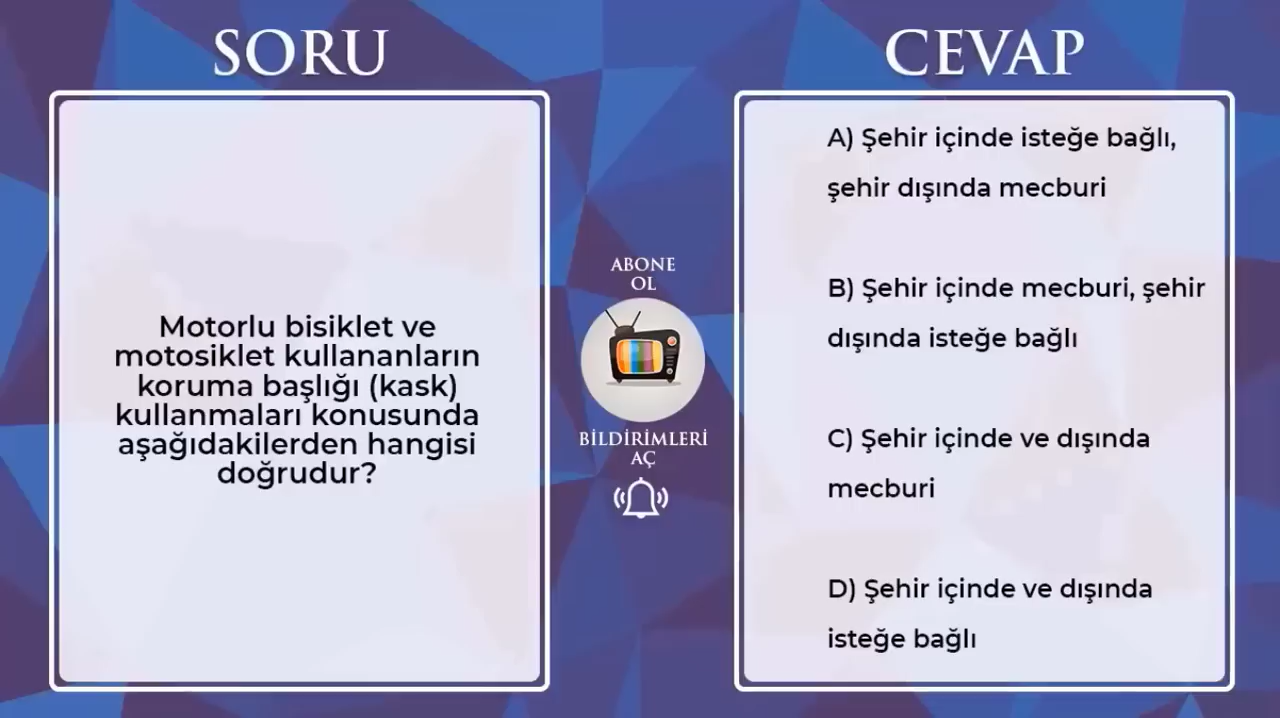 SORU
Motorlu bisiklet ve
motosiklet kullananların
koruma başlığı (kask)
kullanmaları konusunda
aşağıdakilerden hangisi
doğrudur?
ABONE
OL
BİLDİRİMLERİ
AÇ
CEVAP
A) Şehir içinde isteğe bağlı,
şehir dışında mecburi
B) Şehir içinde mecburi, şehir
dışında isteğe bağlı
C) Şehir içinde ve dışında
mecburi
D) Şehir içinde ve dışında
isteğe bağlı